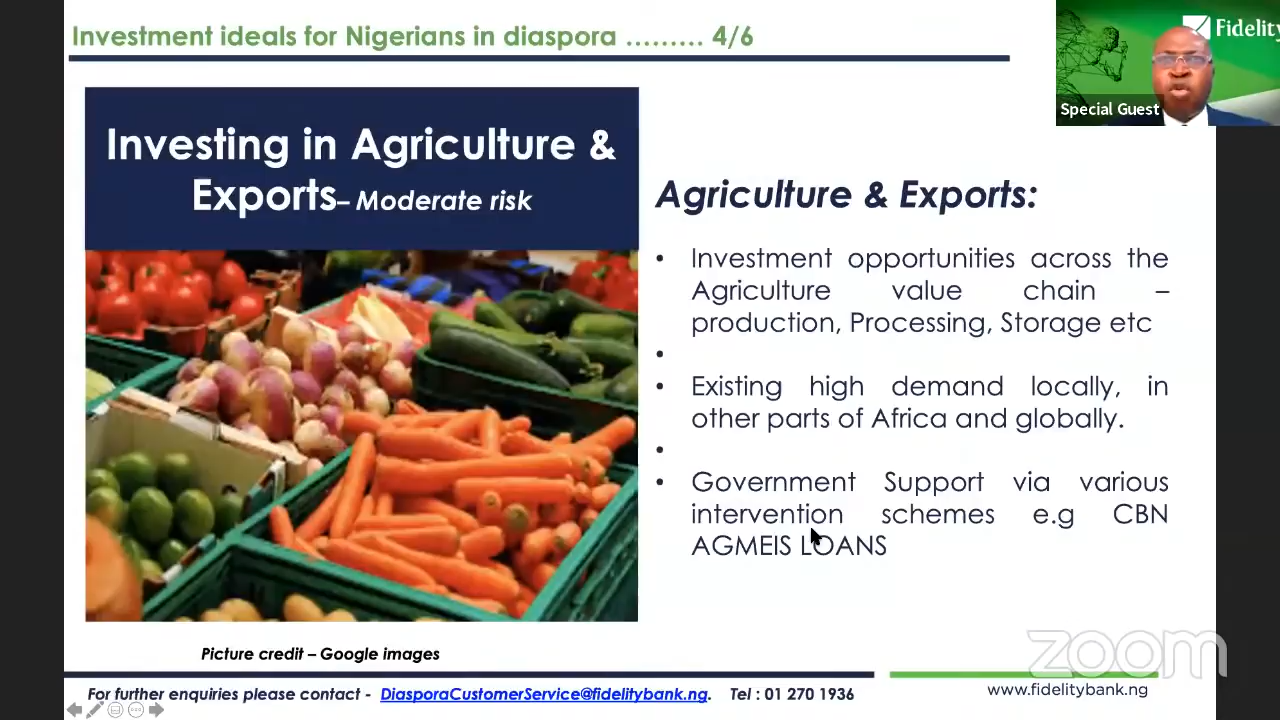 Investment ideals for Nigerians in diaspora ......... 4/6
Fidelity
Special Guest
Investing in Agriculture &
Exports– Moderate risk
Agriculture & Exports:
• Investment opportunities across the
Agriculture value chain –
production, Processing, Storage etc
•
• Existing high demand locally, in
other parts of Africa and globally.
•
• Government Support via various
intervention schemes e.g CBN
AGMEIS LOANS
Picture credit – Google images
zoom
For further enquiries please contact - DiasporaCustomerService@fidelitybank.ng. Tel : 01 270 1936
www.fidelitybank.ng